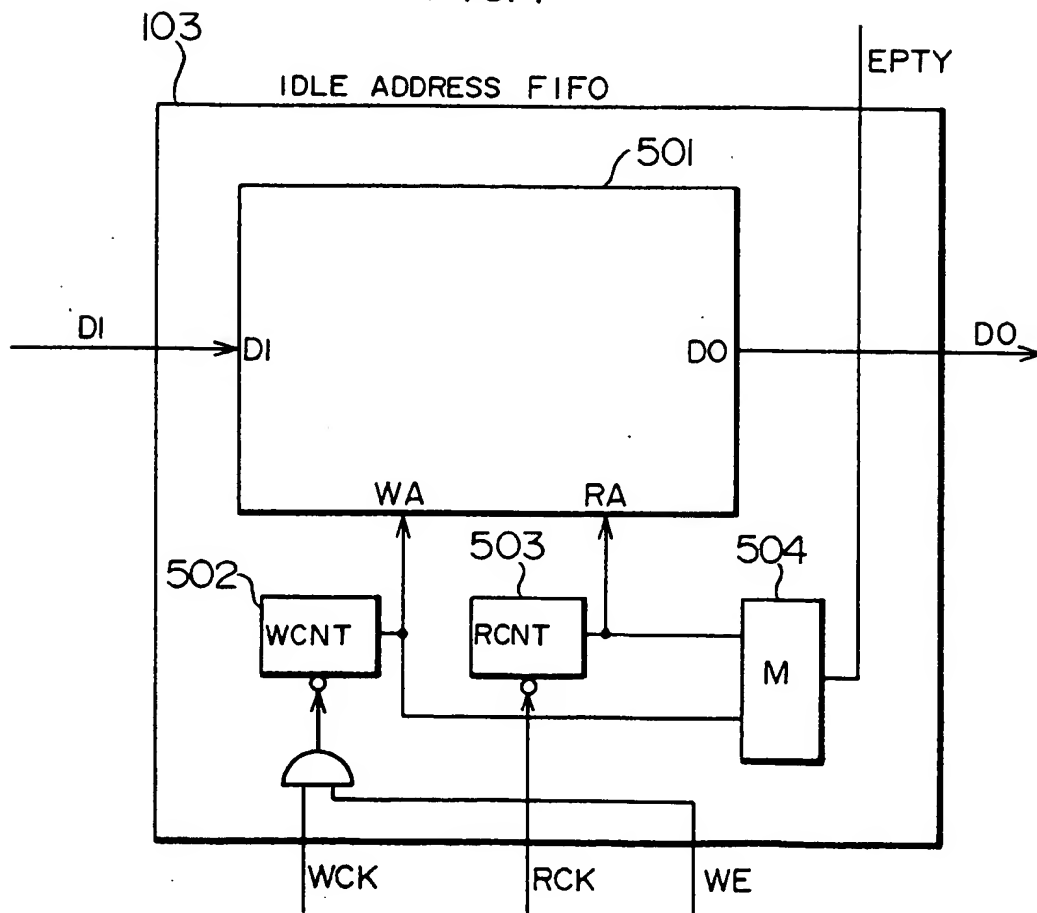 103
EPTY
IDLE ADDRESS FIFO
501
DI
DI
DO
DO
WA
RA
502
503
504
WCNT
RCNT
M
WCK
RCK
WE